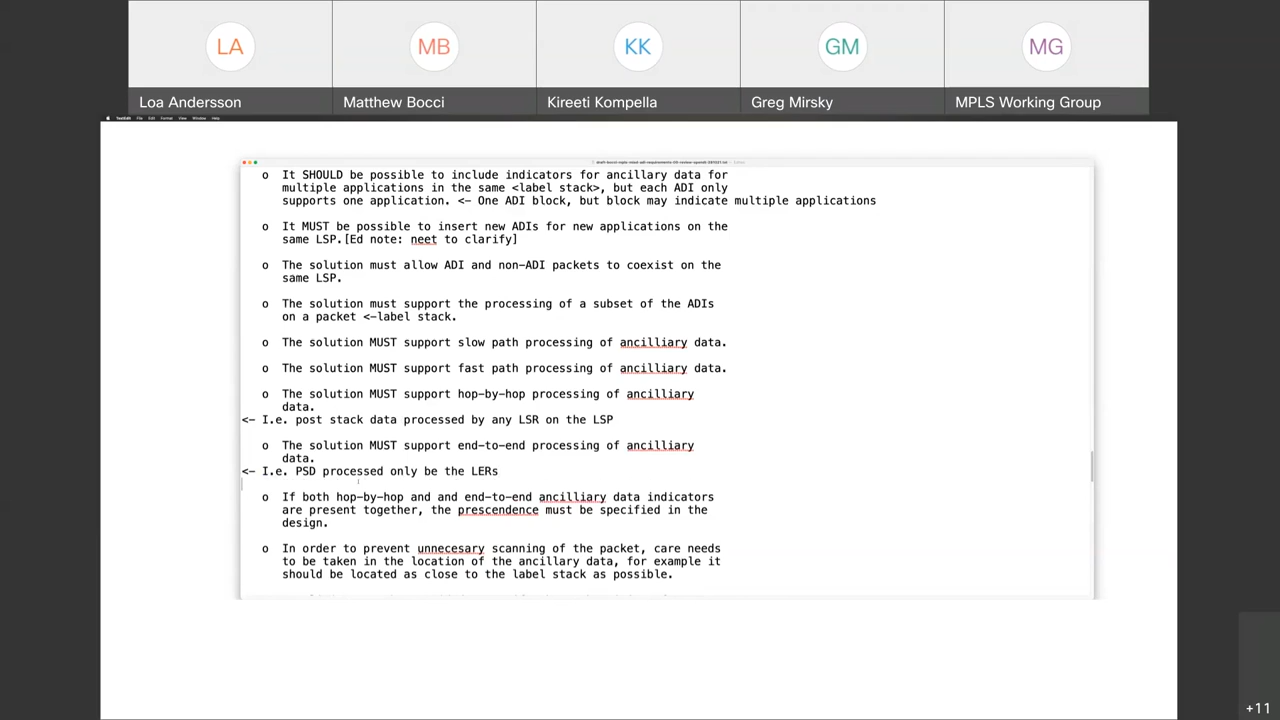 LA
MB
KK
GM
MG
Loa Andersson
Matthew Bocci
Kireeti Kompella
Greg Mirsky
MPLS Working Group
TextEdit File Edit Format View Window Help
o It SHOULD be possible to include indicators for ancillary data for
multiple applications in the same <label stack>, but each ADI only
supports one application. <- One ADI block, but block may indicate multiple applications
o It MUST be possible to insert new ADIs for new applications on the
same LSP.[Ed note: neet to clarify]
o The solution must allow ADI and non-ADI packets to coexist on the
same LSP.
o The solution must support the processing of a subset of the ADIs
on a packet <-label stack.
o The solution MUST support slow path processing of ancilliary data.
o The solution MUST support fast path processing of ancilliary data.
o The solution MUST support hop-by-hop processing of ancilliary
data.
<- I.e. post stack data processed by any LSR on the LSP
o The solution MUST support end-to-end processing of ancilliary
data.
<- I.e. PSD processed only be the LERs
o If both hop-by-hop and and end-to-end ancilliary data indicators
are present together, the prescendence must be specified in the
design.
o In order to prevent unnecesary scanning of the packet, care needs
to be taken in the location of the ancillary data, for example it
should be located as close to the label stack as possible.
+11